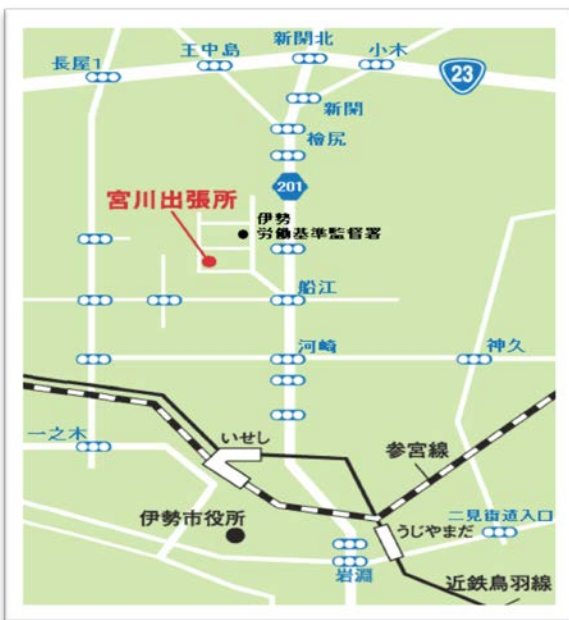 新開北
王中島
小木
長屋1
23
新開
檜尻
201
宮川出張所
伊勢
労働基準監督署
船江
河崎
神久
一之木
いせし
参宮線
伊勢市役所
うじやまだ
二見街道入口
岩淵
近鉄鳥羽線